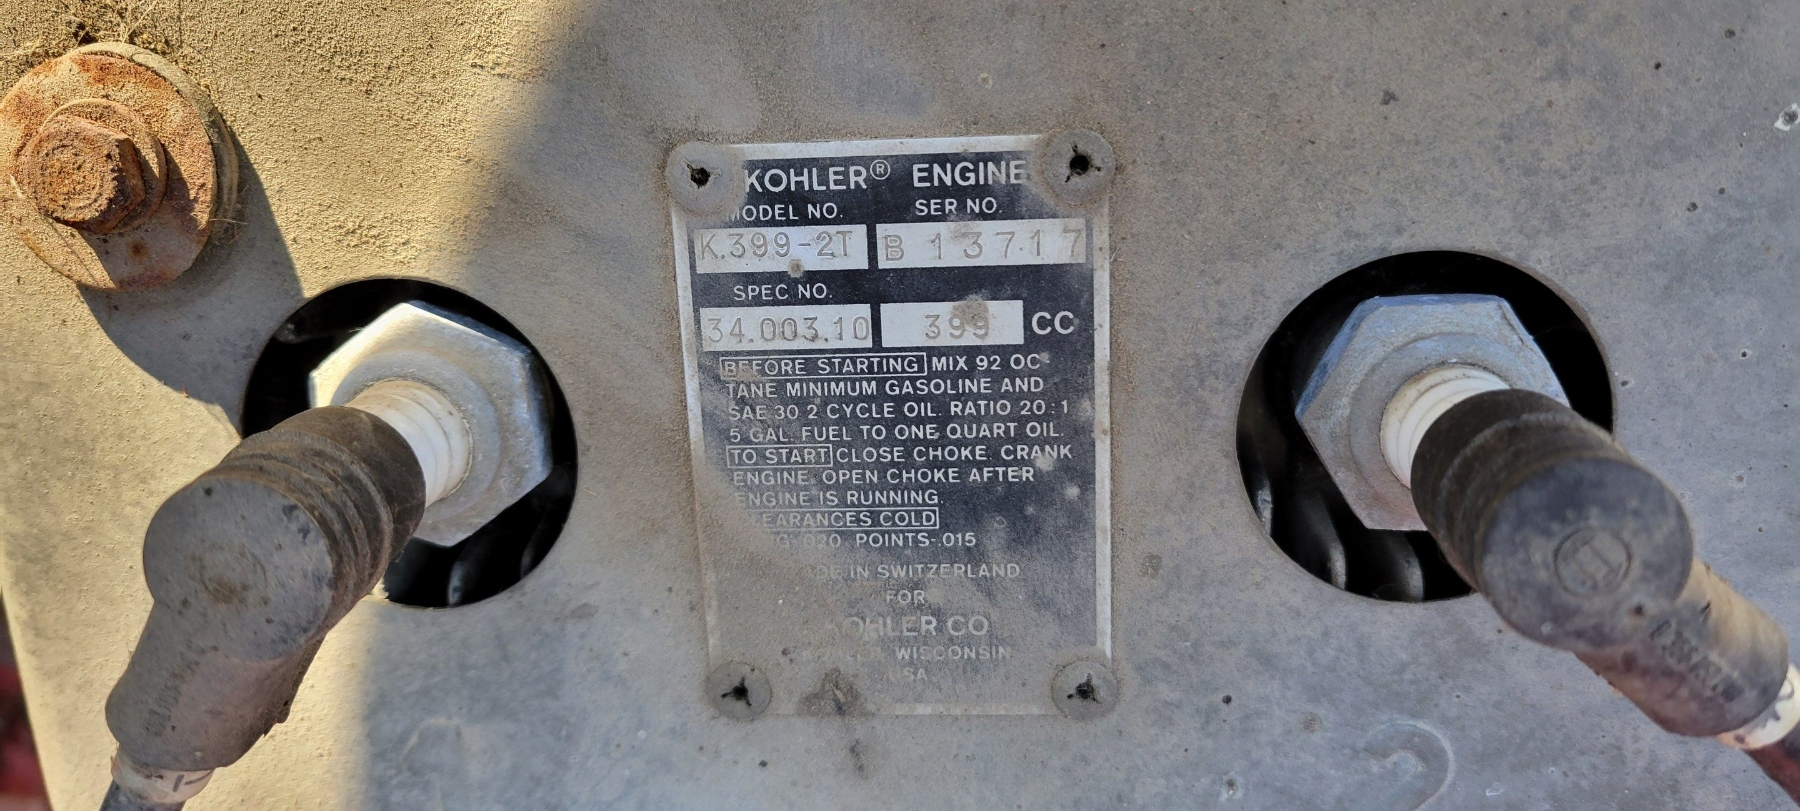 KOHLER® ENGINE
MODEL NO. SER NO.
K.399-2T B 13717
SPEC NO.
34.003.10 399 CC
BEFORE STARTING MIX 92 OC-
TANE MINIMUM GASOLINE AND
SAE 30 2 CYCLE OIL. RATIO 20:1
5 GAL. FUEL TO ONE QUART OIL.
TO START CLOSE CHOKE. CRANK
ENGINE. OPEN CHOKE AFTER
ENGINE IS RUNNING.
CLEARANCES COLD
.020 POINTS-.015
MADE IN SWITZERLAND
FOR
KOHLER CO
KOHLER, WISCONSIN
USA